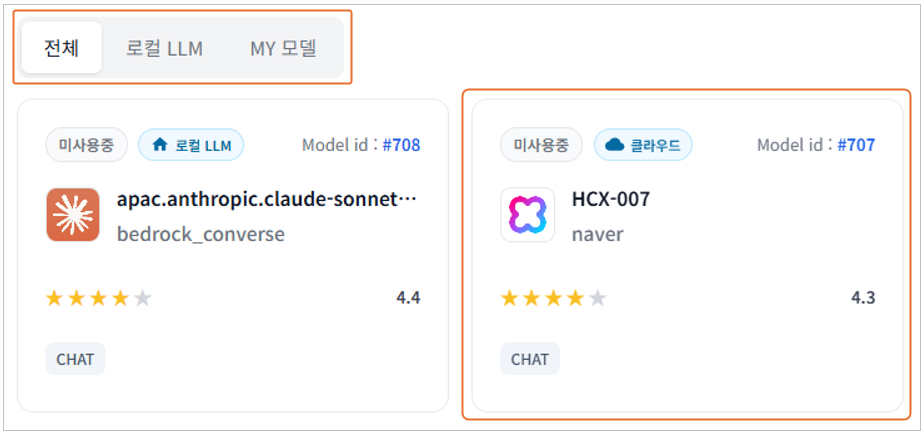 전체 로컬 LLM MY 모델
미사용중 로컬 LLM Model id : #708
apac.anthropic.claude-sonnet⋯
bedrock_converse
4.4
CHAT
미사용중 클라우드 Model id : #707
HCX-007
naver
4.3
CHAT